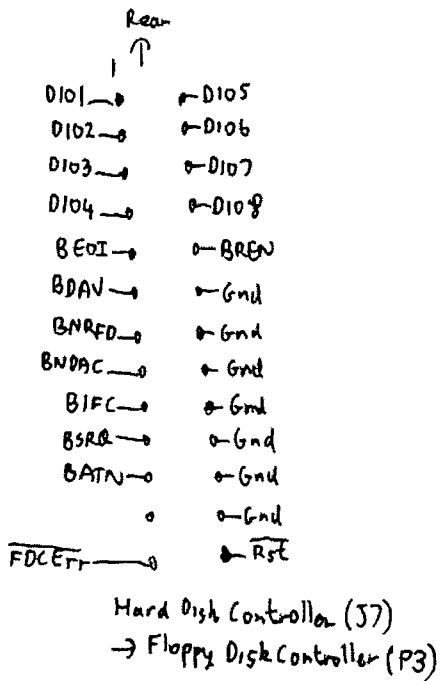 Rear
1
DIO1 DIO5
DIO2 DIO6
DIO3 DIO7
DIO4 DIO8
BEOI BREN
BDAV Gnd
BNRFD Gnd
BNDAC Gnd
BIFC Gnd
BSRQ Gnd
BATN Gnd
Gnd
FDCErr Rst
Hard Disk Controller (J7)
→ Floppy Disk Controller (P3)